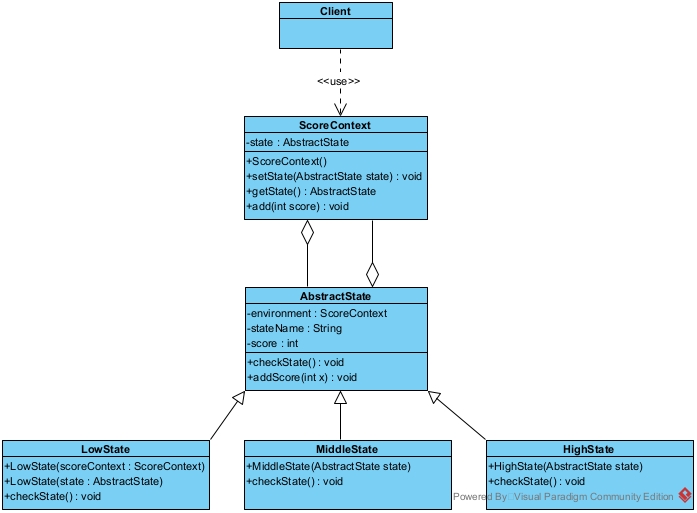 Client
<<use>>
ScoreContext
-state : AbstractState
+ScoreContext()
+setState(AbstractState state) : void
+getState() : AbstractState
+add(int score) : void
AbstractState
-environment : ScoreContext
-stateName : String
-score : int
+checkState() : void
+addScore(int x) : void
LowState
+LowState(scoreContext : ScoreContext)
+LowState(state : AbstractState)
+checkState() : void
MiddleState
+MiddleState(AbstractState state)
+checkState() : void
HighState
+HighState(AbstractState state)
+checkState() : void
Powered By Visual Paradigm Community Edition